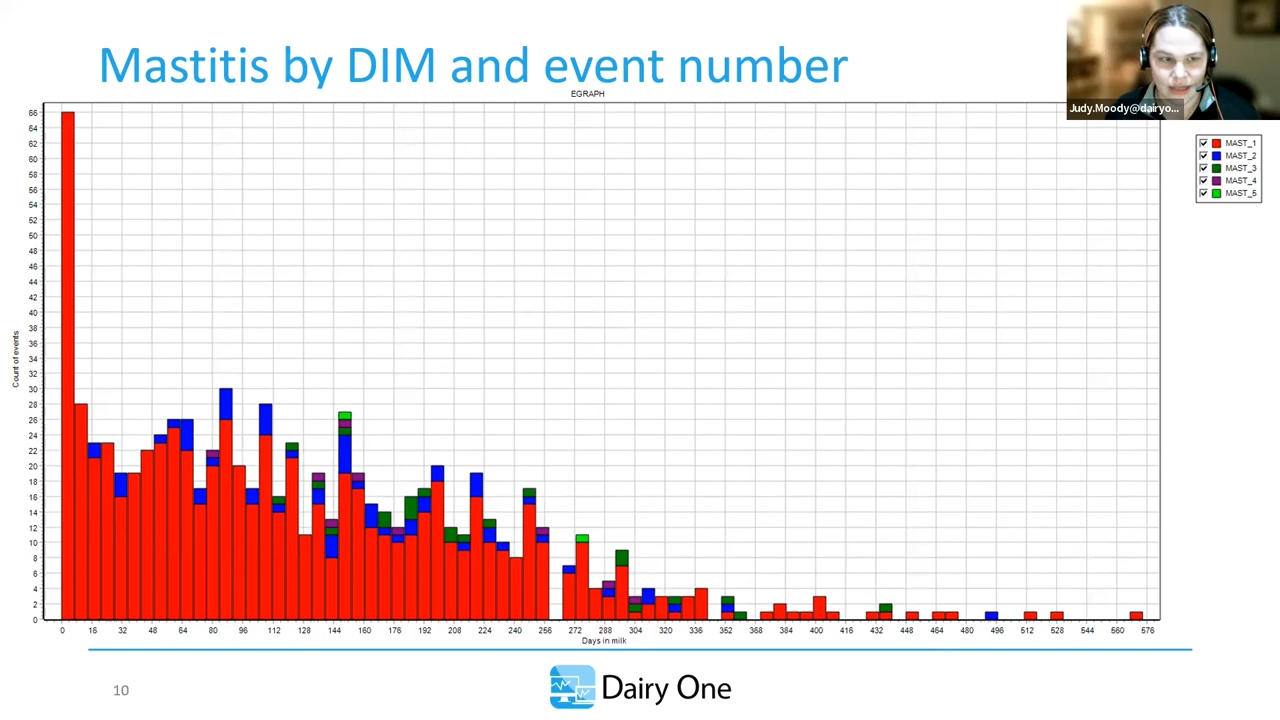 Mastitis by DIM and event number
EGRAPH
Judy.Moody@dairyo...
MAST_1
MAST_2
MAST_3
MAST_4
MAST_5
Count of events
66
64
62
60
58
56
54
52
50
48
46
44
42
40
38
36
34
32
30
28
26
24
22
20
18
16
14
12
10
8
6
4
2
0
0 16 32 48 64 80 96 112 128 144 160 176 192 208 224 240 256 272 288 304 320 336 352 368 384 400 416 432 448 464 480 496 512 528 544 560 576
Days in milk
10
Dairy One